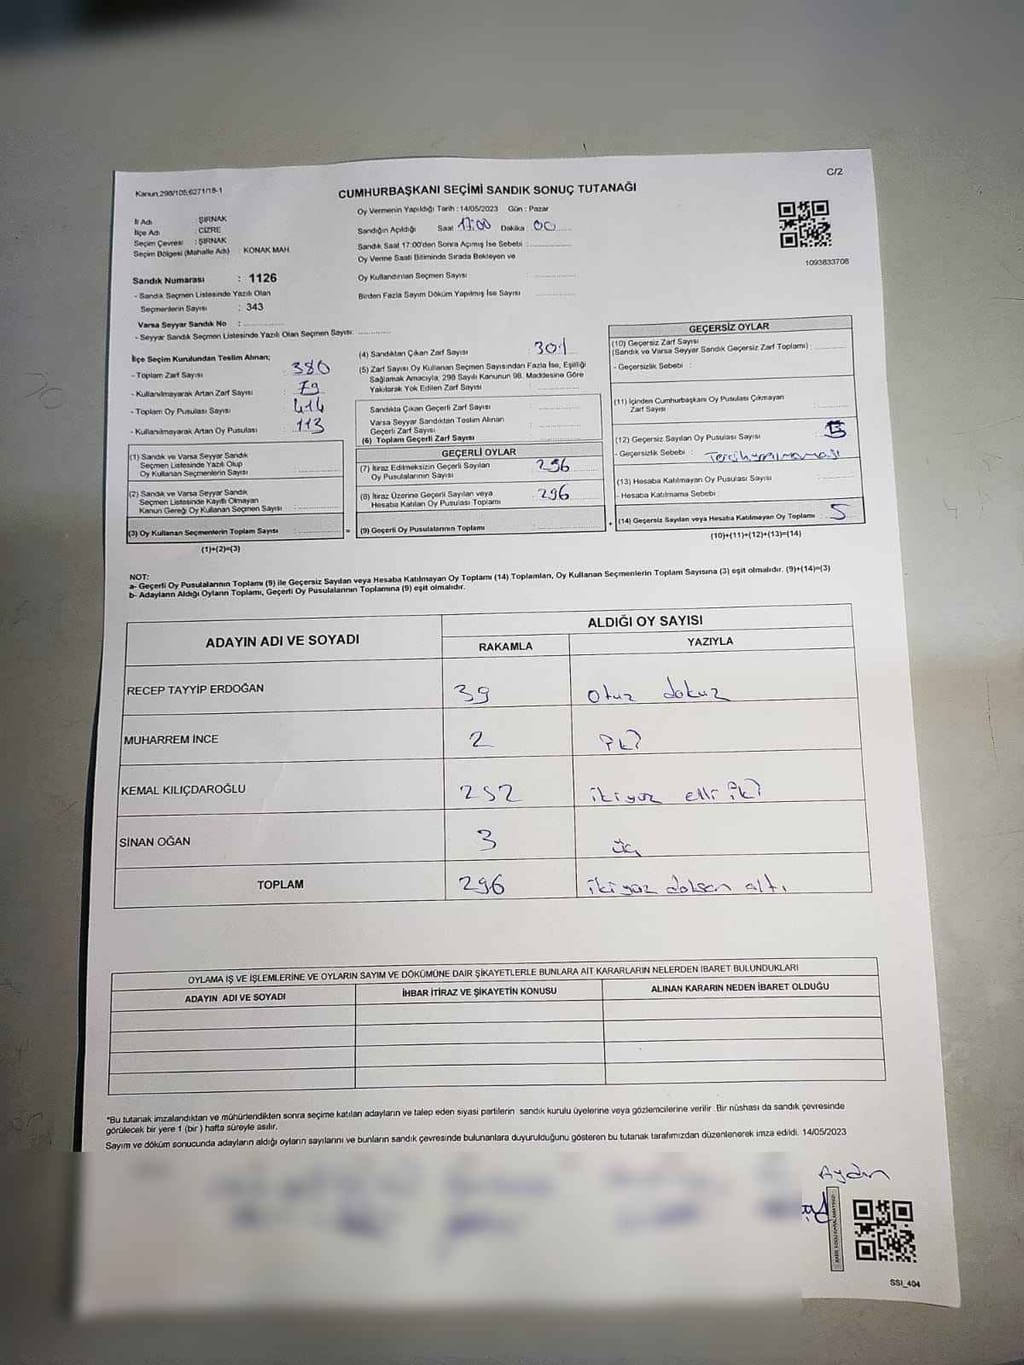 C/2
Kanun,298/105,6271/18-1
CUMHURBAŞKANI SEÇİMİ SANDIK SONUÇ TUTANAĞI
İl Adı : ŞIRNAK
İlçe Adı : CİZRE
Seçim Çevresi : ŞIRNAK
Seçim Bölgesi (Mahalle Adı) : KONAK MAH.
Oy Vermenin Yapıldığı Tarih : 14/05/2023 Gün : Pazar
Sandığın Açıldığı Saat 17:00 Dakika : 00
Sandık Saat 17:00'den Sonra Açımış İse Sebebi :
Oy Verme Saati Bitiminde Sırada Bekleyen ve
Oy Kullandırılan Seçmen Sayısı
Birden Fazla Sayım Döküm Yapılmış İse Sayısı
1093833708
Sandık Numarası : 1126
- Sandık Seçmen Listesinde Yazılı Olan
Seçmenlerin Sayısı : 343
Varsa Seyyar Sandık No :
- Seyyar Sandık Seçmen Listesinde Yazılı Olan Seçmen Sayısı:
İlçe Seçim Kurulundan Teslim Alınan;
- Toplam Zarf Sayısı : 380
- Kullanılmayarak Artan Zarf Sayısı : 79
- Toplam Oy Pusulası Sayısı : 414
- Kullanılmayarak Artan Oy Pusulası : 113
(1) Sandık ve Varsa Seyyar Sandık
Seçmen Listesinde Yazılı Olup
Oy Kullanan Seçmenlerin Sayısı
(2) Sandık ve Varsa Seyyar Sandık
Seçmen Listesinde Kayıtlı Olmayan
Kanun Gereği Oy Kullanan Seçmen Sayısı
(3) Oy Kullanan Seçmenlerin Toplam Sayısı
(1)+(2)=(3)
(4) Sandıktan Çıkan Zarf Sayısı : 301
(5) Zarf Sayısı Oy Kullanan Seçmen Sayısından Fazla İse, Eşitliği
Sağlamak Amacıyla, 298 Sayılı Kanunun 98. Maddesine Göre
Yakılarak Yok Edilen Zarf Sayısı
Sandıkta Çıkan Geçerli Zarf Sayısı :
Varsa Seyyar Sandıktan Teslim Alınan
Geçerli Zarf Sayısı
(6) Toplam Geçerli Zarf Sayısı
GEÇERLİ OYLAR
(7) İtiraz Edilmeksizin Geçerli Sayılan
Oy Pusulalarının Sayısı : 296
(8) İtiraz Üzerine Geçerli Sayılan veya
Hesaba Katılan Oy Pusulası Toplamı : 296
(9) Geçerli Oy Pusulalarının Toplamı
GEÇERSİZ OYLAR
(10) Geçersiz Zarf Sayısı
(Sandık ve Varsa Seyyar Sandık Geçersiz Zarf Toplamı) :
- Geçersizlik Sebebi :
(11) İçinden Cumhurbaşkanı Oy Pusulası Çıkmayan
Zarf Sayısı
(12) Geçersiz Sayılan Oy Pusulası Sayısı : 5
- Geçersizlik Sebebi :
(13) Hesaba Katılmayan Oy Pusulası Sayısı
- Hesaba Katılmama Sebebi
(14) Geçersiz Sayılan veya Hesaba Katılmayan Oy Toplamı : 5
(10)+(11)+(12)+(13)=(14)
NOT:
a- Geçerli Oy Pusulalarının Toplamı (9) ile Geçersiz Sayılan veya Hesaba Katılmayan Oy Toplamı (14) Toplamları, Oy Kullanan Seçmenlerin Toplam Sayısına (3) eşit olmalıdır. (9)+(14)=(3)
b- Adayların Aldığı Oyların Toplamı, Geçerli Oy Pusulalarının Toplamına (9) eşit olmalıdır.
ADAYIN ADI VE SOYADI ALDIĞI OY SAYISI
RAKAMLA YAZIYLA
RECEP TAYYİP ERDOĞAN 39 otuz dokuz
MUHARREM İNCE 2 iki
KEMAL KILIÇDAROĞLU 252 ikiyüz elli iki
SİNAN OĞAN 3 üç
TOPLAM 296 ikiyüz doksan altı
OYLAMA İŞ VE İŞLEMLERİNE VE OYLARIN SAYIM VE DÖKÜMÜNE DAİR ŞİKAYETLERLE BUNLARA AİT KARARLARIN NELERDEN İBARET BULUNDUKLARI
ADAYIN ADI VE SOYADI İHBAR İTİRAZ VE ŞİKAYETİN KONUSU ALINAN KARARIN NEDEN İBARET OLDUĞU
*Bu tutanak imzalandıktan ve mühürlendikten sonra seçime katılan adayların ve talep eden siyasi partilerin sandık kurulu üyelerine veya gözlemcilerine verilir. Bir nüshası da sandık çevresinde
görülecek bir yere 1 (bir) hafta süreyle asılır.
Sayım ve döküm sonucunda adayların aldığı oyların sayılarını ve bunların sandık çevresinde bulunanlara duyurulduğunu gösteren bu tutanak tarafımızdan düzenlenerek imza edildi. 14/05/2023
Aydın
SSI_404